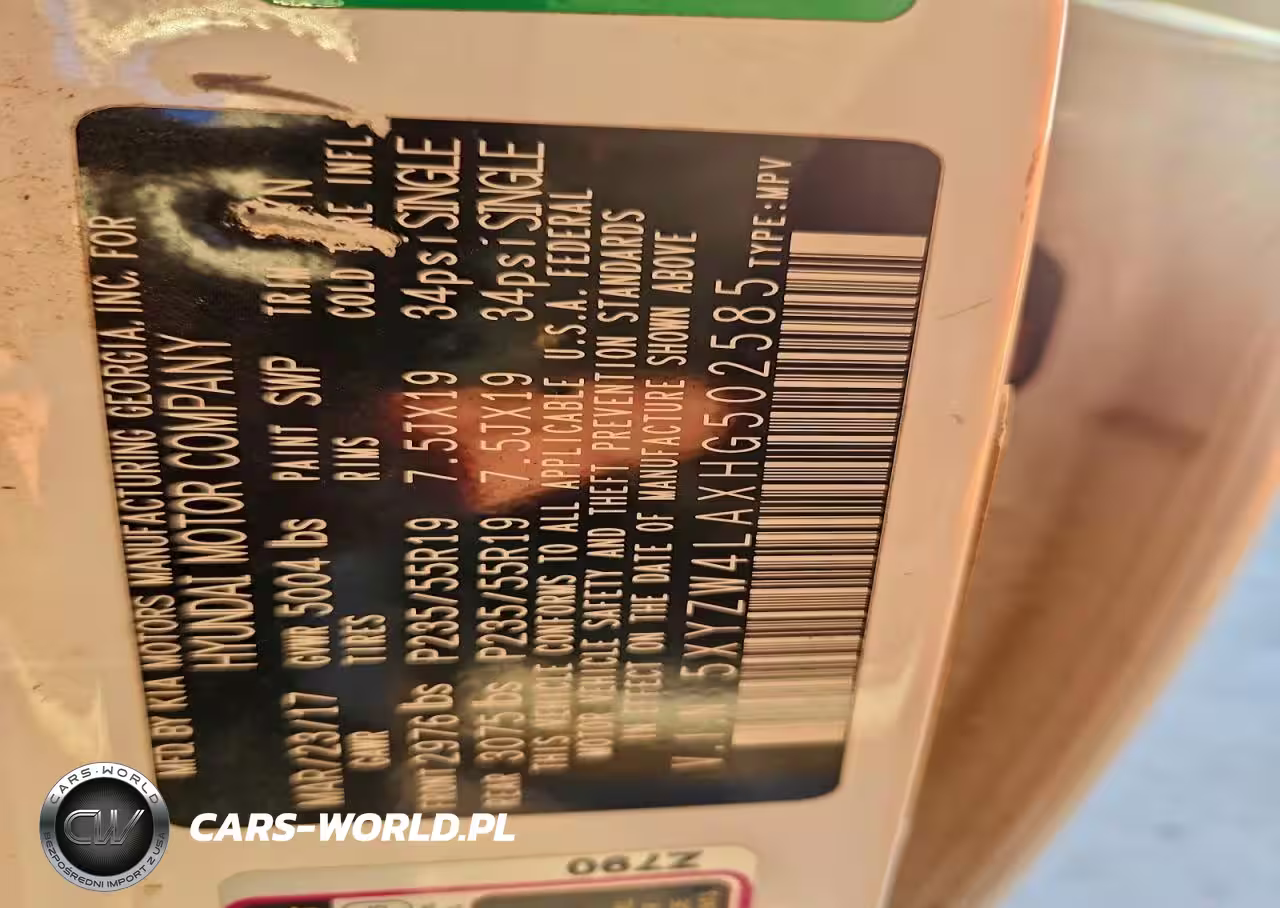 MFD BY KIA MOTORS MANUFACTURING GEORGIA, INC. FOR
HYUNDAI MOTOR COMPANY
MAR/23/17 GVWR 5004 lbs PAINT SWP TRIM
GAWR TIRES RIMS COLD INFL
FRONT 2976 lbs P235/55R19 7.5JX19 34psi SINGLE
REAR 3075 lbs P235/55R19 7.5JX19 34psi SINGLE
THIS VEHICLE CONFORMS TO ALL APPLICABLE U.S.A. FEDERAL
MOTOR VEHICLE SAFETY AND THEFT PREVENTION STANDARDS
IN EFFECT ON THE DATE OF MANUFACTURE SHOWN ABOVE
V.I.N: 5XYZW4LAXHG502585 TYPE:MPV
Z790
CARS-WORLD
CW
BEZPOŚREDNI IMPORT Z USA
CARS-WORLD.PL